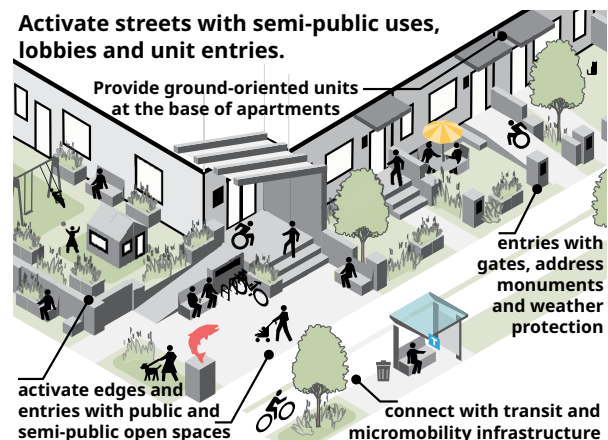 Activate streets with semi-public uses,
lobbies and unit entries.
Provide ground-oriented units
at the base of apartments
entries with
gates, address
monuments
and weather
protection
activate edges and
entries with public and
semi-public open spaces
connect with transit and
micromobility infrastructure
T